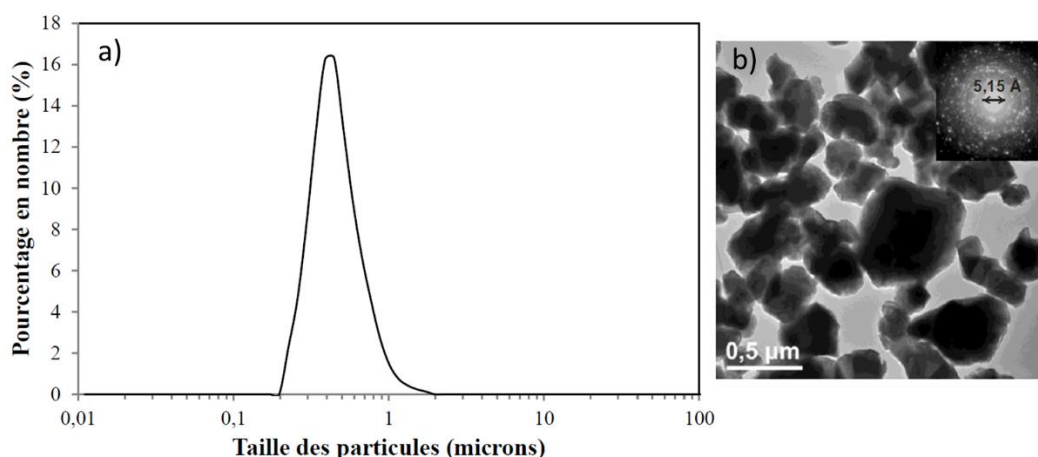 a)
Pourcentage en nombre (%)
18
16
14
12
10
8
6
4
2
0
0,01
0,1
1
10
100
Taille des particules (microns)
b)
5,15 Å
0,5 µm